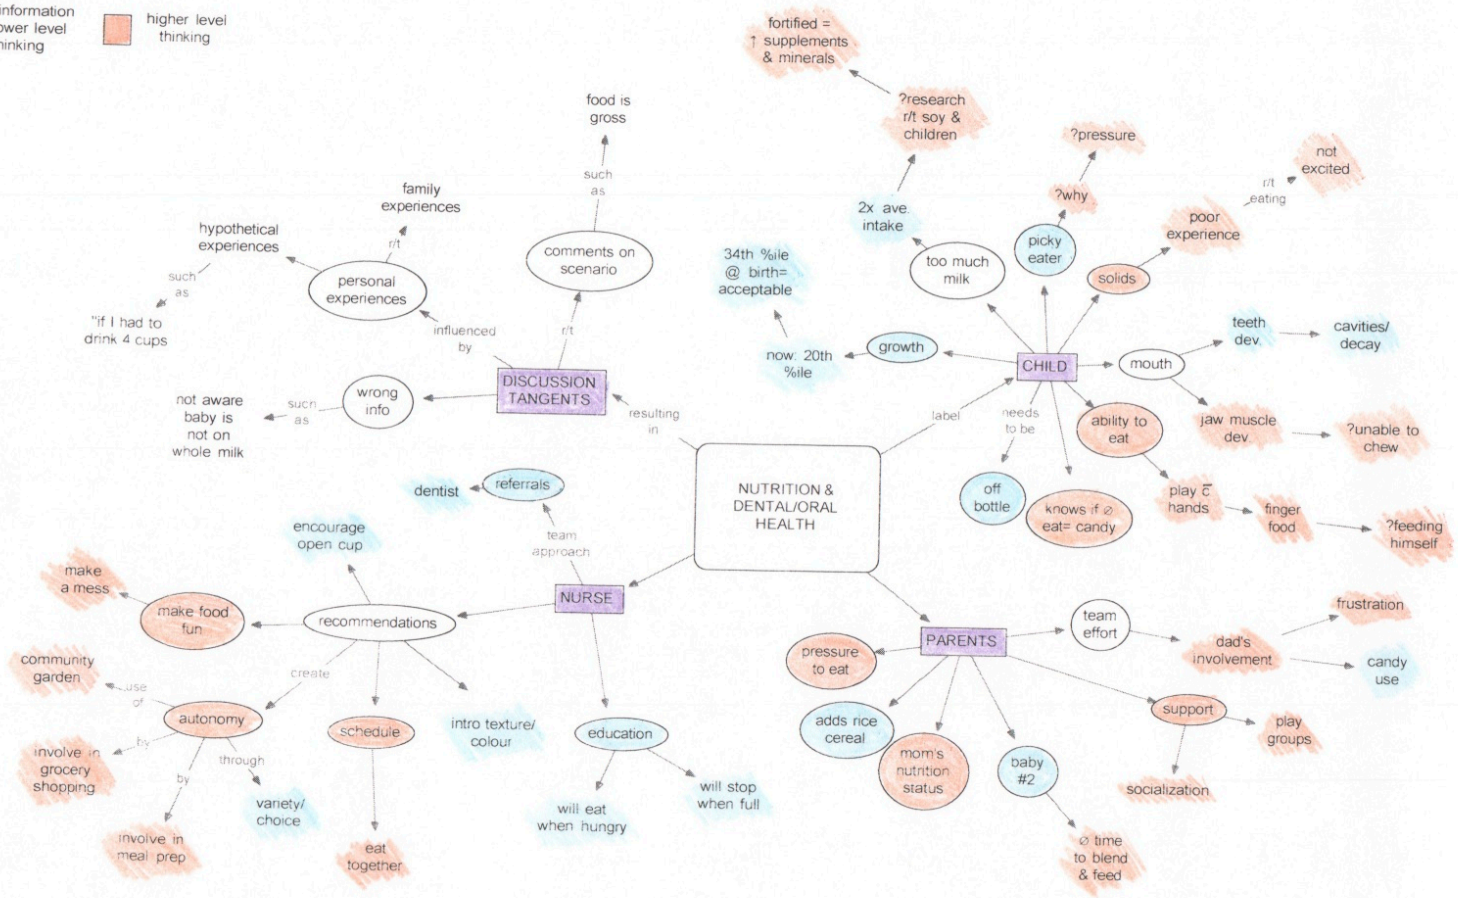 information
lower level
thinking
higher level
thinking
fortified =
↑ supplements
& minerals
?research
r/t soy &
children
2x ave.
intake
too much
milk
?pressure
?why
picky
eater
not
excited
r/t
eating
poor
experience
solids
food is
gross
such
as
comments on
scenario
r/t
family
experiences
r/t
hypothetical
experiences
personal
experiences
such
as
"if I had to
drink 4 cups
influenced
by
DISCUSSION
TANGENTS
wrong
info
such
as
not aware
baby is
not on
whole milk
resulting
in
34th %ile
@ birth=
acceptable
now: 20th
%ile
growth
CHILD
mouth
teeth
dev.
cavities/
decay
jaw muscle
dev.
?unable to
chew
label
needs
to be
ability to
eat
off
bottle
knows if ∅
eat= candy
play c̄
hands
finger
food
?feeding
himself
NUTRITION &
DENTAL/ORAL
HEALTH
dentist
referrals
team
approach
NURSE
encourage
open cup
recommendations
make food
fun
make
a mess
create
autonomy
use
of
community
garden
by
involve in
grocery
shopping
by
involve in
meal prep
through
variety/
choice
schedule
eat
together
intro texture/
colour
education
will eat
when hungry
will stop
when full
PARENTS
pressure
to eat
adds rice
cereal
mom's
nutrition
status
baby
#2
∅ time
to blend
& feed
team
effort
dad's
involvement
frustration
candy
use
support
play
groups
socialization